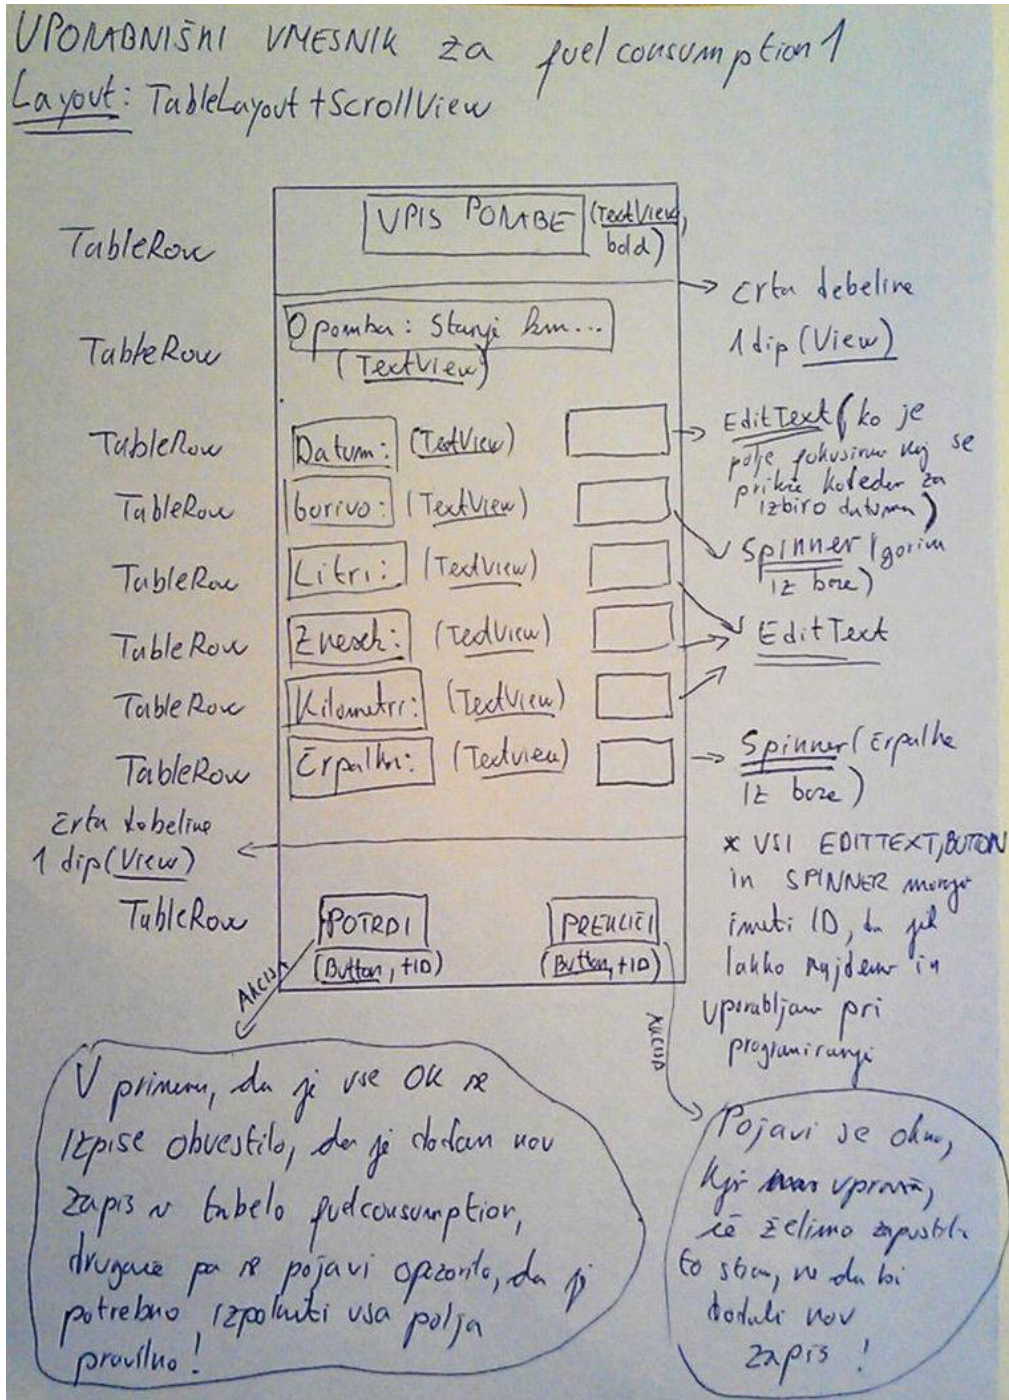 UPORABNIŠKI VMESNIK za fuelconsumption1
Layout: TableLayout + ScrollView
TableRow
VPIS PORABE
(TextView,
bold)
črta debeline
1 dip (View)
TableRow
Opomba: Stanje km...
(TextView)
TableRow
Datum:
(TextView)
EditText (ko je
polje fokusirano naj se
prikže koledar za
izbiro datuma)
TableRow
Gorivo:
(TextView)
Spinner (goriva
iz baze)
TableRow
Litri:
(TextView)
TableRow
Znesek:
(TextView)
EditText
TableRow
Kilometri:
(TextView)
TableRow
Črpalka:
(Textview)
Spinner (črpalke
iz baze)
črta debeline
1 dip (View)
* VSI EDITTEXT, BUTTON
in SPINNER morajo
imeti ID, da jih
lahko najdemo in
uporabljamo pri
programiranju
TableRow
POTRDI
(Button, +ID)
PREKLIČI
(Button, +ID)
AKCIJA
AKCIJA
V primeru, da je vse OK se
izpiše obvestilo, da je dodan nov
zapis v tabelo fuelconsumption,
drugače pa se pojavi opozorilo, da je
potrebno izpolniti vsa polja
pravilno!
Pojavi se okno,
kjer vpraša,
če želimo zapustiti
to stran, ne da bi
dodali nov
zapis!